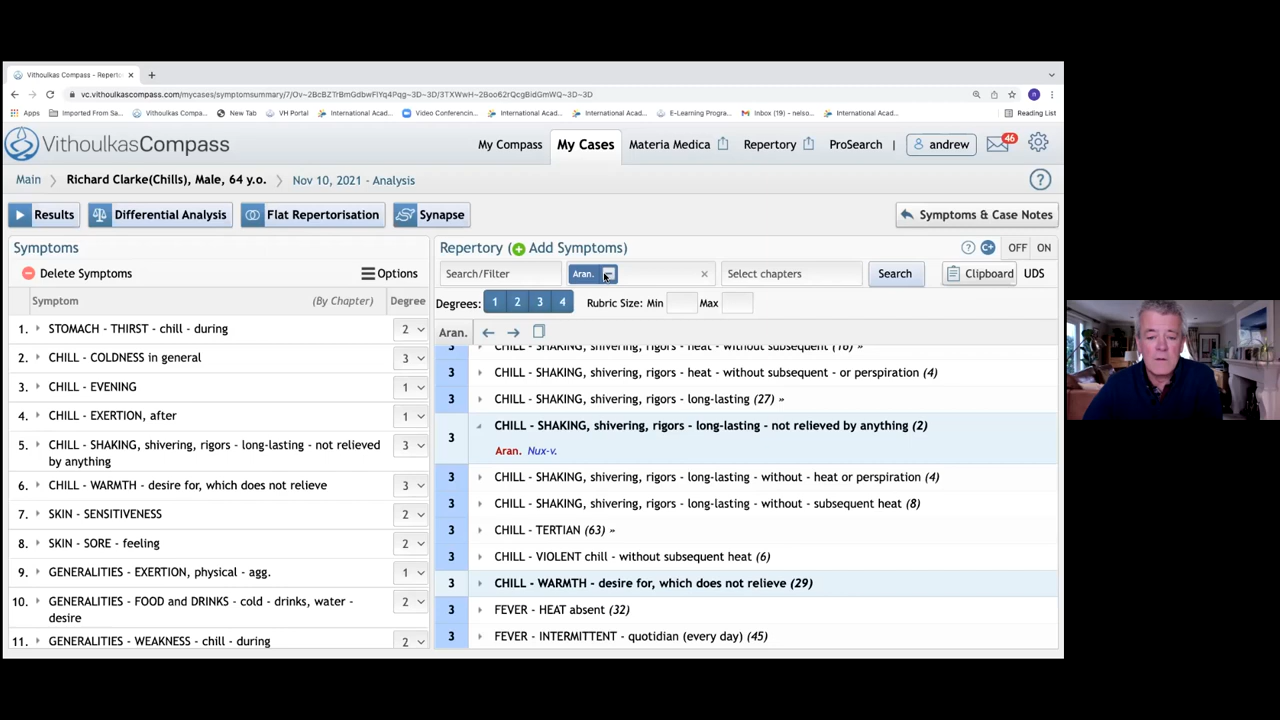 Vithoulkas Compass - Reperto
vc.vithoulkascompass.com/mycases/symptomsummary/7/
Apps
Imported From Sa...
Vithoulkas Compa...
New Tab
VH Portal
International Acad...
Video Conferencin...
International Acad...
International Acad...
E-Learning Progra...
Inbox (19) - nelso...
International Acad...
Reading List
VithoulkasCompass
My Compass
My Cases
Materia Medica
Repertory
ProSearch
andrew
46
Main
Richard Clarke(Chills), Male, 64 y.o.
Nov 10, 2021 - Analysis
?
Results
Differential Analysis
Flat Repertorisation
Synapse
Symptoms & Case Notes
Symptoms
Delete Symptoms
Options
Symptom
(By Chapter)
Degree
1. STOMACH - THIRST - chill - during 2
2. CHILL - COLDNESS in general 3
3. CHILL - EVENING 1
4. CHILL - EXERTION, after 1
5. CHILL - SHAKING, shivering, rigors - long-lasting - not relieved 3
by anything
6. CHILL - WARMTH - desire for, which does not relieve 3
7. SKIN - SENSITIVENESS 2
8. SKIN - SORE - feeling 2
9. GENERALITIES - EXERTION, physical - agg. 1
10. GENERALITIES - FOOD and DRINKS - cold - drinks, water - 2
desire
11. GENERALITIES - WEAKNESS - chill - during 2
Repertory ( Add Symptoms)
?
C+
OFF
ON
Search/Filter
Aran.
Select chapters
Search
Clipboard
UDS
Degrees: 1 2 3 4 Rubric Size: Min Max
Aran.
3 CHILL - SHAKING, shivering, rigors - heat - without subsequent (16) »
3 CHILL - SHAKING, shivering, rigors - heat - without subsequent - or perspiration (4)
3 CHILL - SHAKING, shivering, rigors - long-lasting (27) »
3 CHILL - SHAKING, shivering, rigors - long-lasting - not relieved by anything (2)
Aran. Nux-v.
3 CHILL - SHAKING, shivering, rigors - long-lasting - without - heat or perspiration (4)
3 CHILL - SHAKING, shivering, rigors - long-lasting - without - subsequent heat (8)
3 CHILL - TERTIAN (63) »
3 CHILL - VIOLENT chill - without subsequent heat (6)
3 CHILL - WARMTH - desire for, which does not relieve (29)
3 FEVER - HEAT absent (32)
3 FEVER - INTERMITTENT - quotidian (every day) (45)